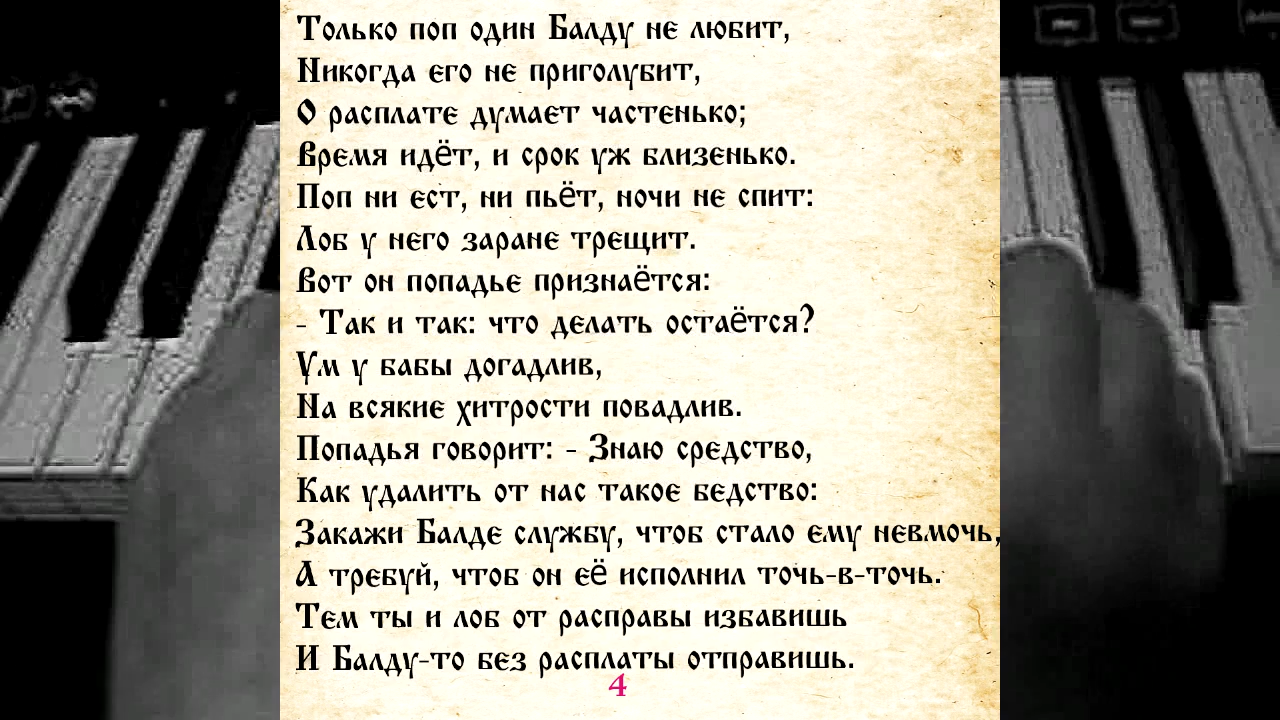 Только поп один Балду не любит,
Никогда его не приголубит,
О расплате думает частенько;
Время идёт, и срок уж близенько.
Поп ни ест, ни пьёт, ночи не спит:
Лоб у него заране трещит.
Вот он попадье признаётся:
- Так и так: что делать остаётся?
Ум у бабы догадлив,
На всякие хитрости повадлив.
Попадья говорит: - Знаю средство,
Как удалить от нас такое бедство:
Закажи Балде службу, чтоб стало ему невмочь,
А требуй, чтоб он её исполнил точь-в-точь.
Тем ты и лоб от расправы избавишь
И Балду-то без расплаты отправишь.
4